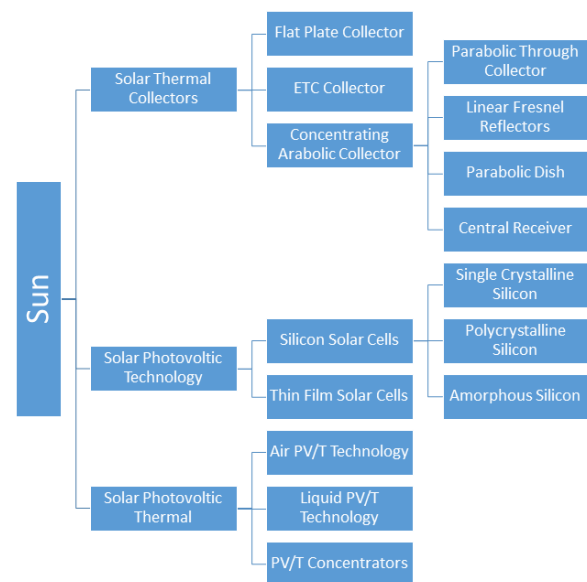 Sun
Solar Thermal
Collectors
Flat Plate Collector
ETC Collector
Concentrating
Arabolic Collector
Parabolic Through
Collector
Linear Fresnel
Reflectors
Parabolic Dish
Central Receiver
Solar Photovoltic
Technology
Silicon Solar Cells
Single Crystalline
Silicon
Polycrystalline
Silicon
Amorphous Silicon
Thin Film Solar Cells
Solar Photovoltic
Thermal
Air PV/T Technology
Liquid PV/T
Technology
PV/T Concentrators